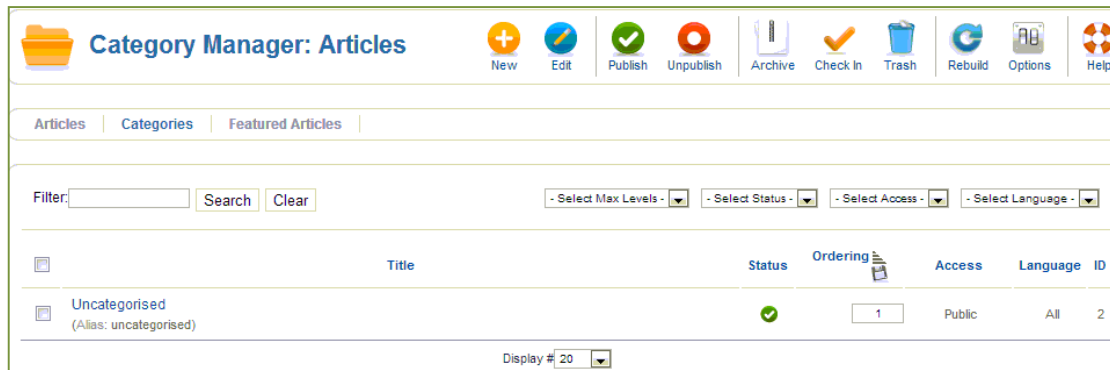 Category Manager: Articles
New Edit Publish Unpublish Archive Check In Trash Rebuild Options Help
Articles Categories Featured Articles
Filter: Search Clear - Select Max Levels - - Select Status - - Select Access - - Select Language -
Title Status Ordering Access Language ID
Uncategorised
1 Public All 2
(Alias: uncategorised)
Display # 20